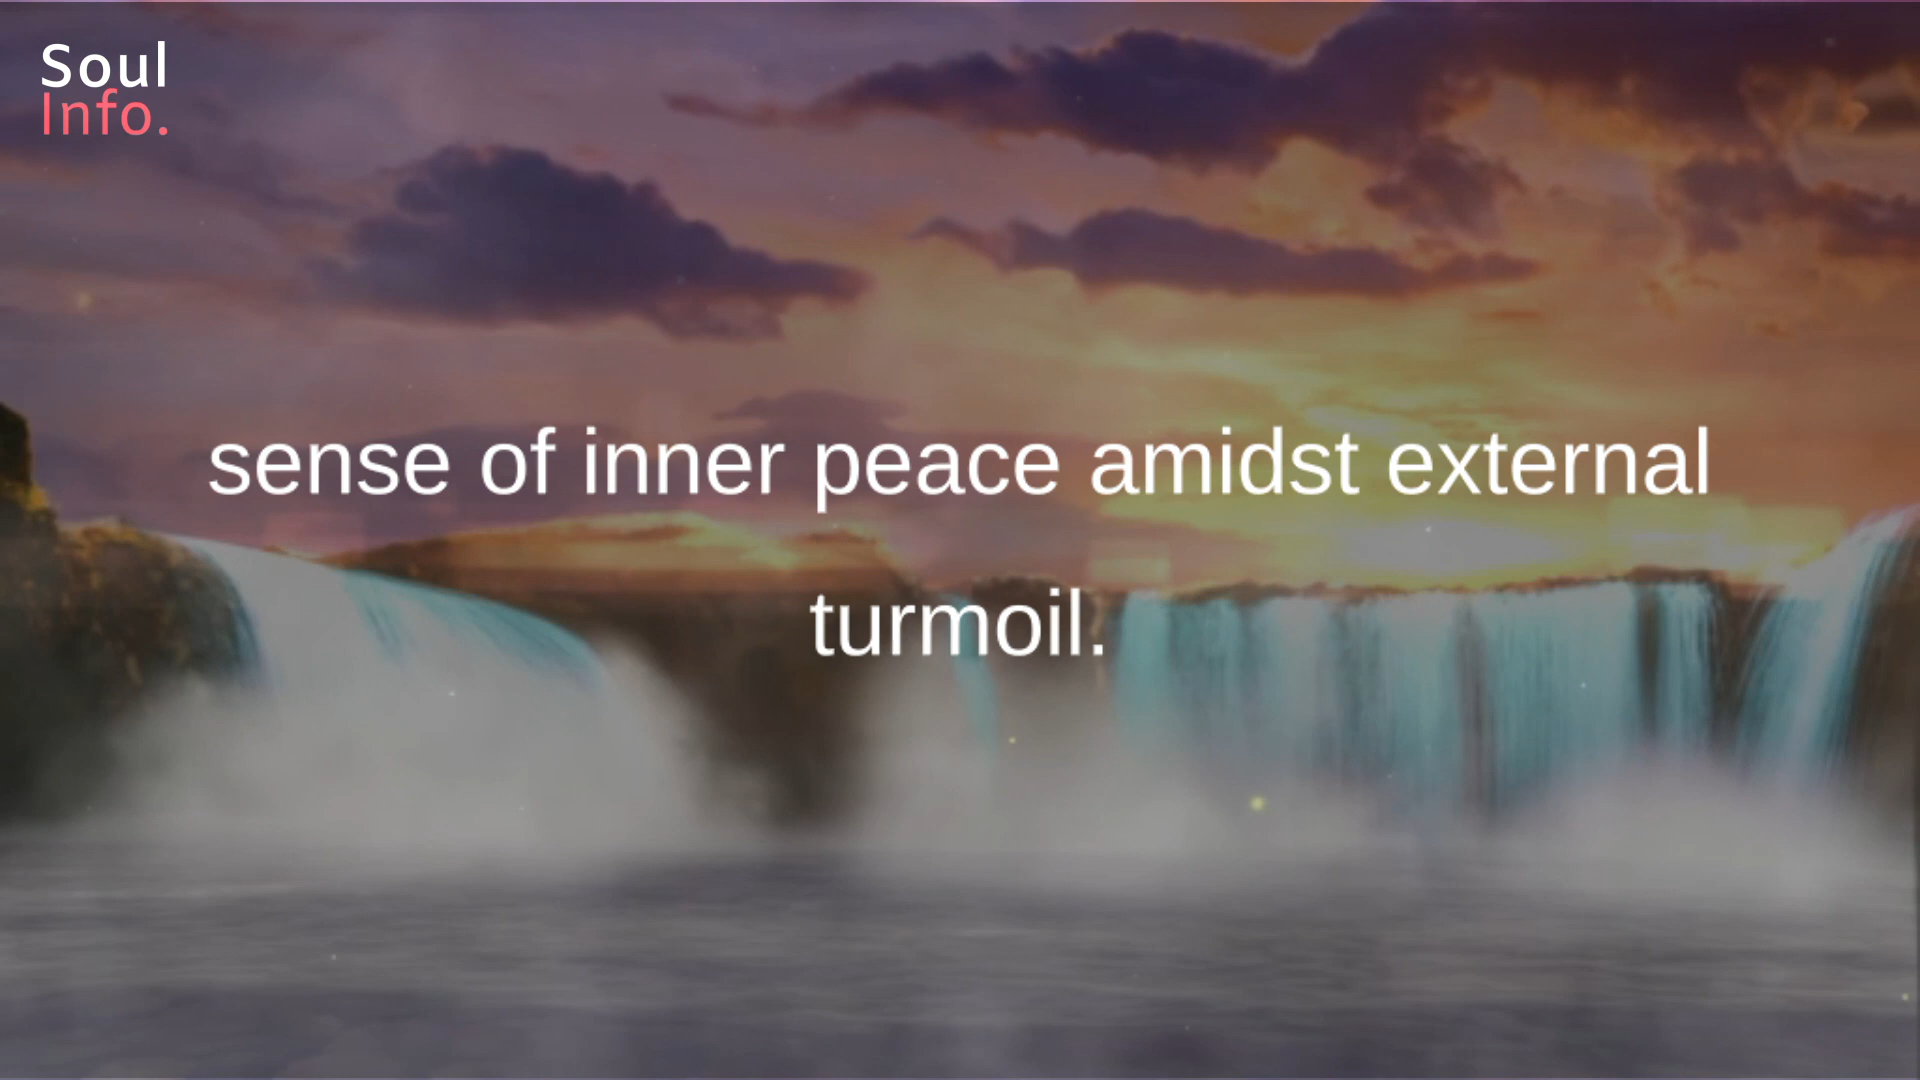 Soul
Info.
sense of inner peace amidst external
turmoil.